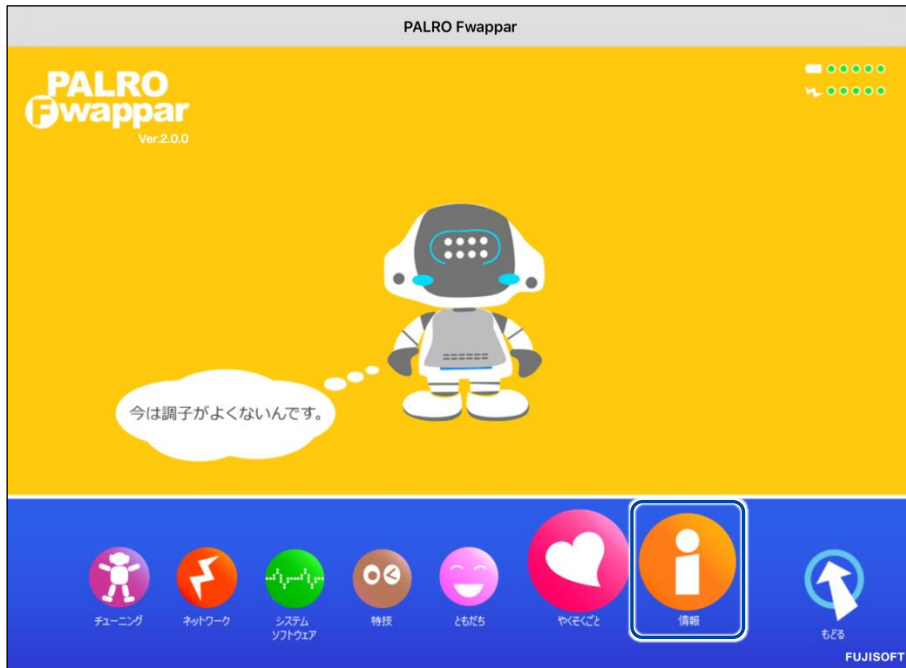 PALRO Fwappar
PALRO
Fwappar
Ver.2.0.0
今は調子がよくないんです。
チューニング
ネットワーク
システム
ソフトウェア
特技
ともだち
やくそくごと
情報
もどる
FUJISOFT